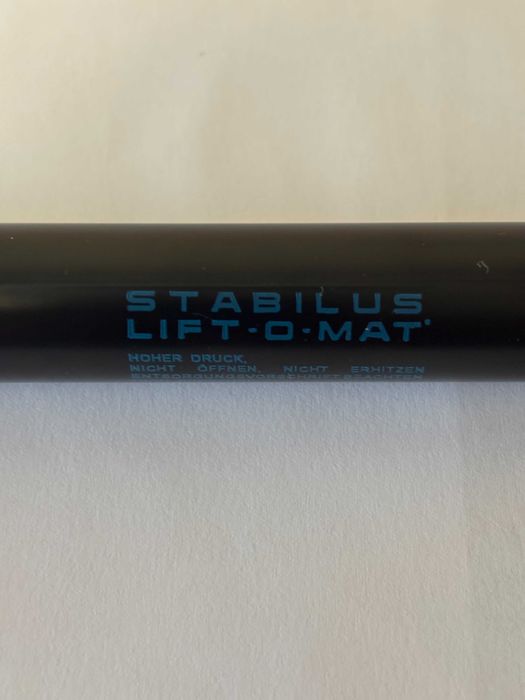 STABILUS
LIFT-O-MAT®
HOHER DRUCK,
NICHT ÖFFNEN, NICHT ERHITZEN
ENTSORGUNGSVORSCHRIFT BEACHTEN